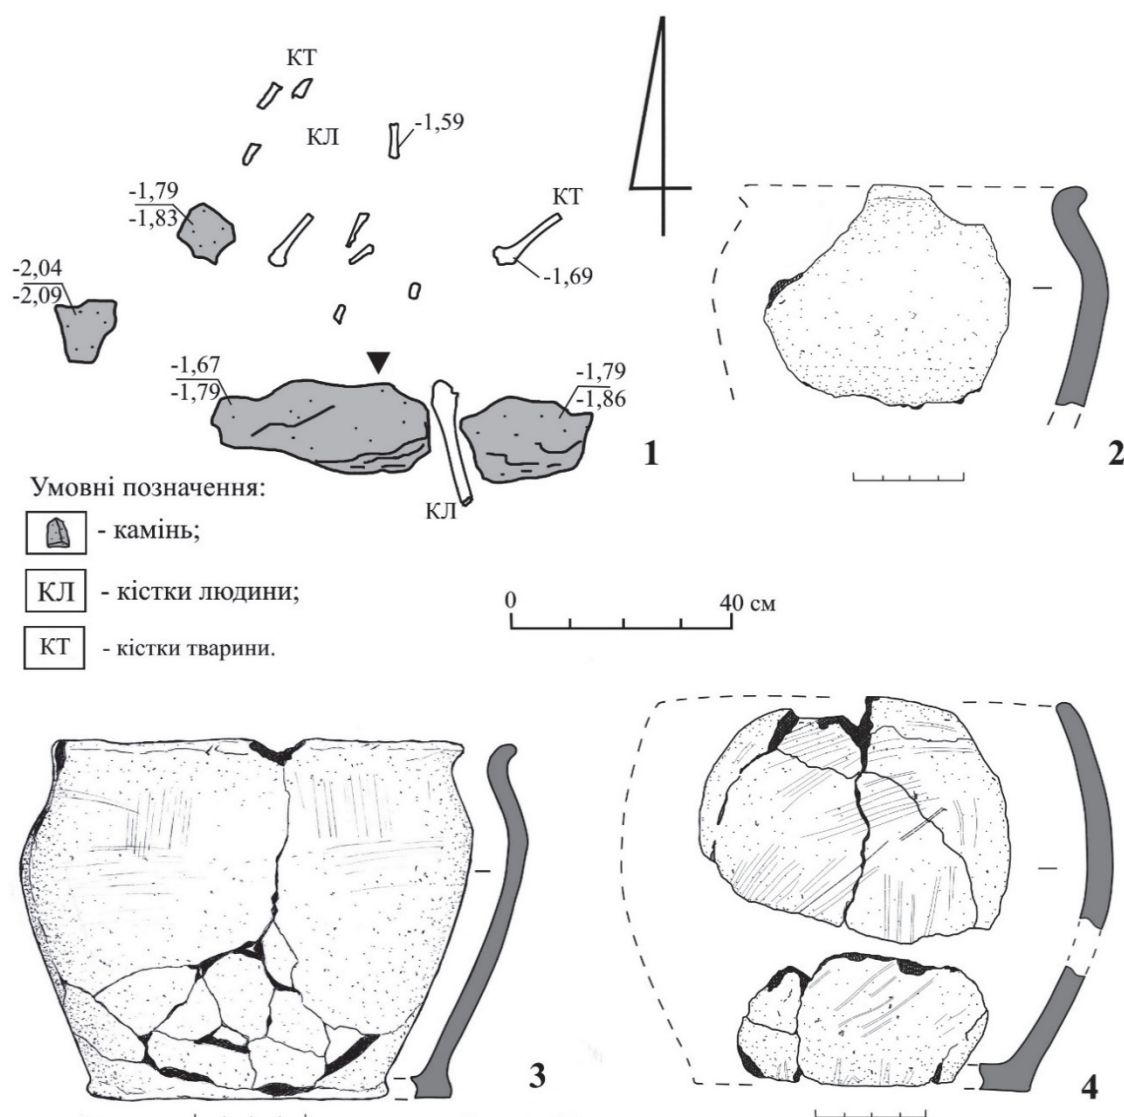 КТ
КЛ
-1,59
-1,79
-1,83
КТ
-2,04
-2,09
-1,69
-1,67
-1,79
-1,79
-1,86
КЛ
1
2
Умовні позначення:
- камінь;
КЛ - кістки людини;
КТ - кістки тварини.
0 40 см
3
4